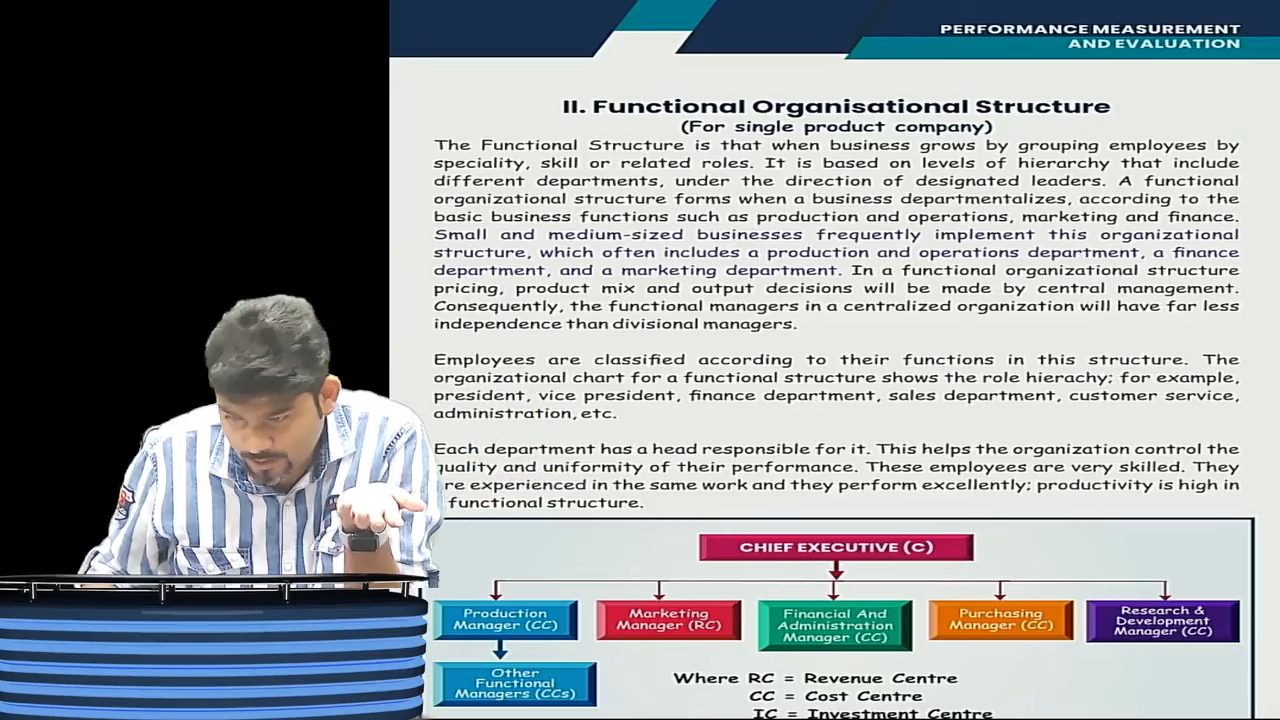 PERFORMANCE MEASUREMENT
AND EVALUATION
II. Functional Organisational Structure
(For single product company)
The Functional Structure is that when business grows by grouping employees by
speciality, skill or related roles. It is based on levels of hierarchy that include
different departments, under the direction of designated leaders. A functional
organizational structure forms when a business departmentalizes, according to the
basic business functions such as production and operations, marketing and finance.
Small and medium-sized businesses frequently implement this organizational
structure, which often includes a production and operations department, a finance
department, and a marketing department. In a functional organizational structure
pricing, product mix and output decisions will be made by central management.
Consequently, the functional managers in a centralized organization will have far less
independence than divisional managers.
Employees are classified according to their functions in this structure. The
organizational chart for a functional structure shows the role hierachy; for example,
president, vice president, finance department, sales department, customer service,
administration, etc.
Each department has a head responsible for it. This helps the organization control the
quality and uniformity of their performance. These employees are very skilled. They
re experienced in the same work and they perform excellently; productivity is high in
functional structure.
CHIEF EXECUTIVE (C)
Production
Manager (CC)
Marketing
Manager (RC)
Financial And
Administration
Manager (CC)
Purchasing
Manager (CC)
Research &
Development
Manager (CC)
Other
Functional
Managers (CCs)
Where RC = Revenue Centre
CC = Cost Centre
IC = Investment Centre